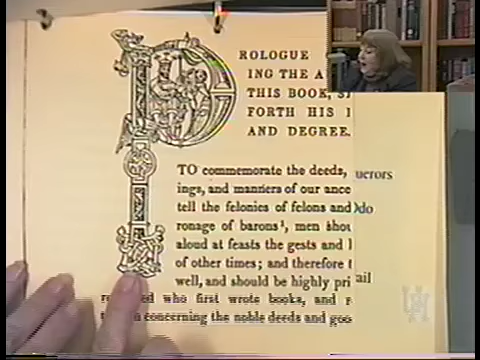 PROLOGUE
ING THE A
THIS BOOK, S
FORTH HIS
AND DEGREE.
TO commemorate the deeds,
ings, and manners of our ance
tell the felonies of felons and
ronage of barons¹, men shou
aloud at feasts the gests and
of other times; and therefore
well, and should be highly pri
who first wrote books, and
concerning the noble deeds and goo
uerors
do
ail